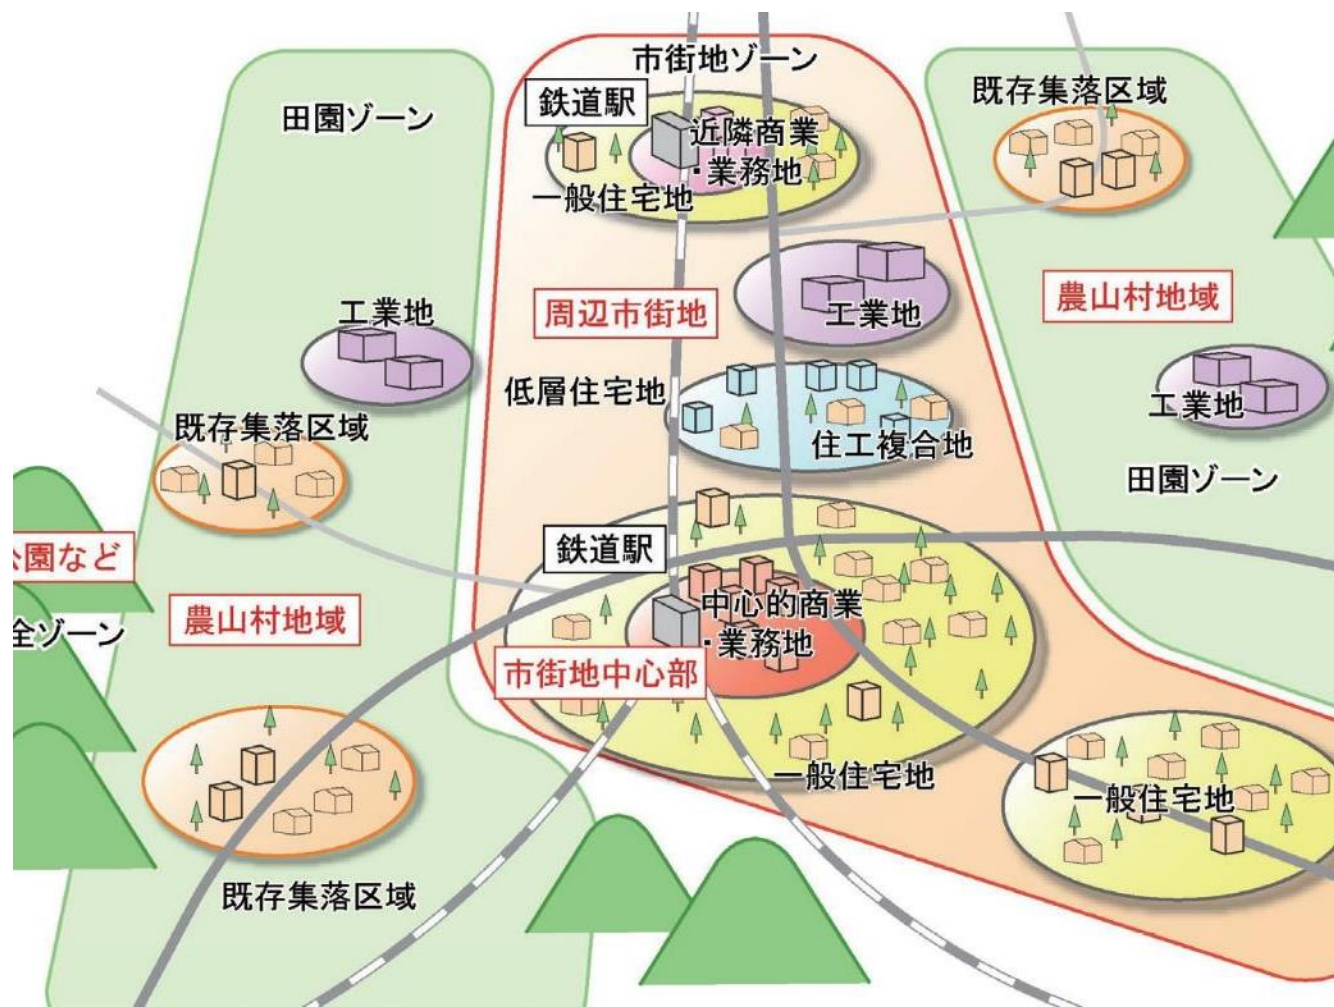 市街地ゾーン
鉄道駅
既存集落区域
田園ゾーン
近隣商業
・業務地
一般住宅地
農山村地域
工業地
周辺市街地
工業地
低層住宅地
工業地
既存集落区域
住工複合地
田園ゾーン
鉄道駅
公園など
中心的商業
・業務地
農山村地域
全ゾーン
市街地中心部
一般住宅地
一般住宅地
既存集落区域